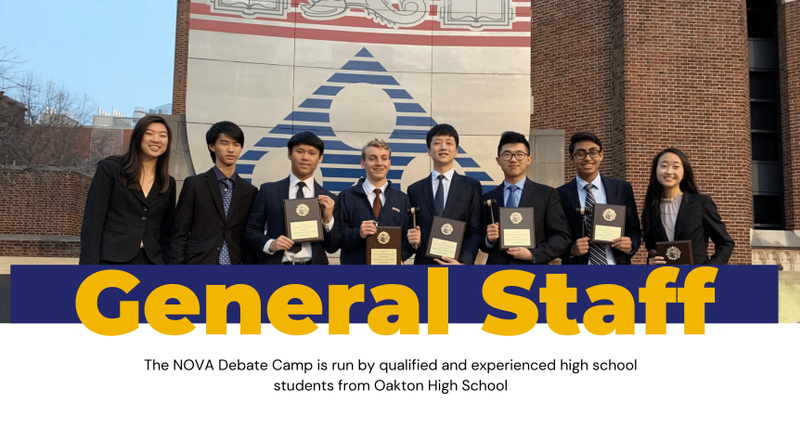 General Staff
The NOVA Debate Camp is run by qualified and experienced high school
students from Oakton High School